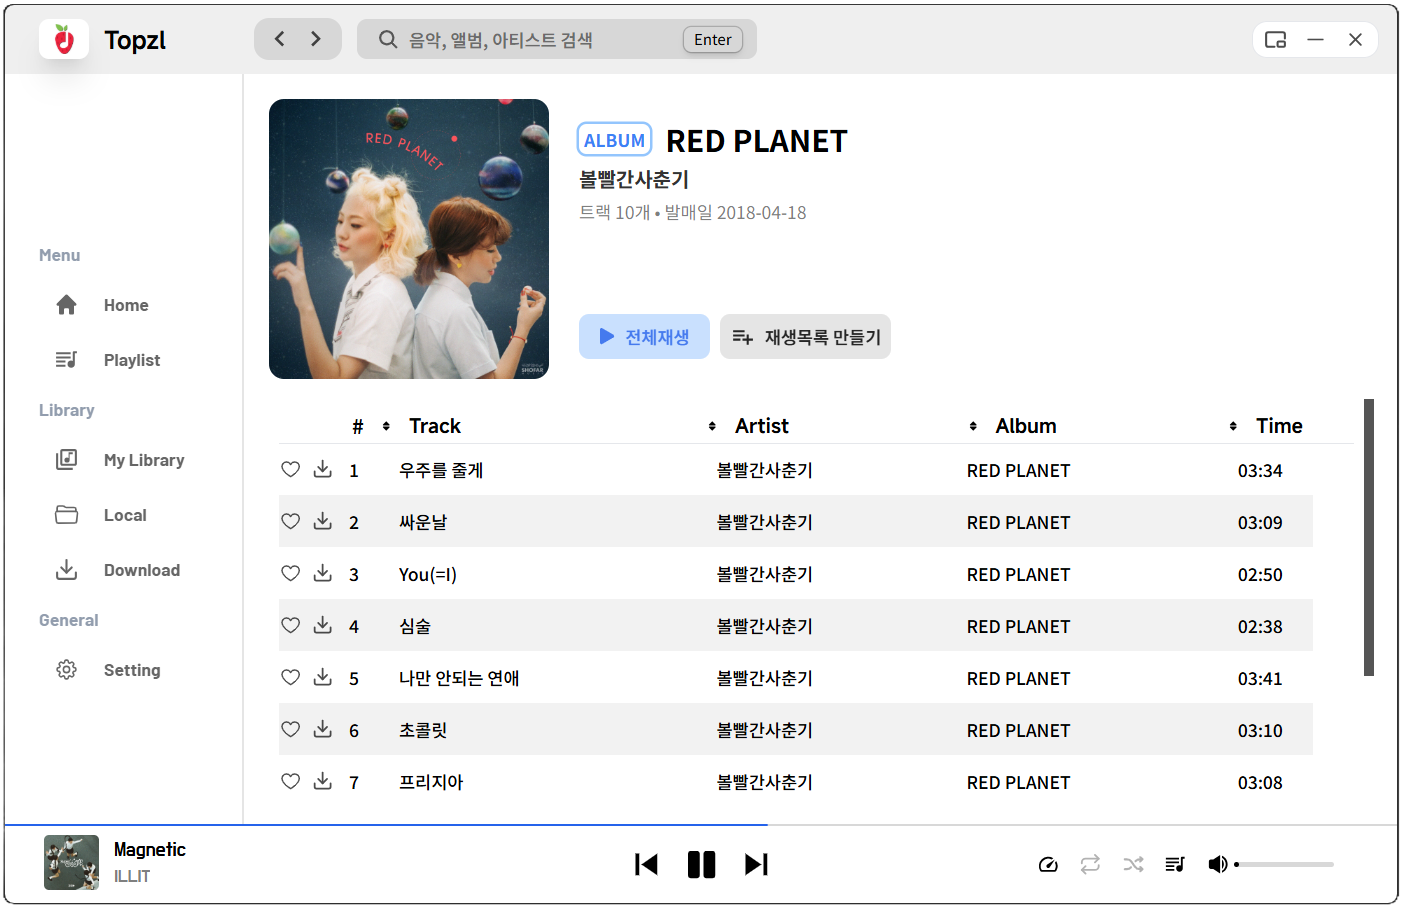 Topzl
음악, 앨범, 아티스트 검색
Enter
Menu
Home
Playlist
Library
My Library
Local
Download
General
Setting
RED PLANET
ALBUM RED PLANET
볼빨간사춘기
트랙 10개 • 발매일 2018-04-18
전체재생
재생목록 만들기
# Track Artist Album Time
1 우주를 줄게 볼빨간사춘기 RED PLANET 03:34
2 싸운날 볼빨간사춘기 RED PLANET 03:09
3 You(=I) 볼빨간사춘기 RED PLANET 02:50
4 심술 볼빨간사춘기 RED PLANET 02:38
5 나만 안되는 연애 볼빨간사춘기 RED PLANET 03:41
6 초콜릿 볼빨간사춘기 RED PLANET 03:10
7 프리지아 볼빨간사춘기 RED PLANET 03:08
Magnetic
ILLIT